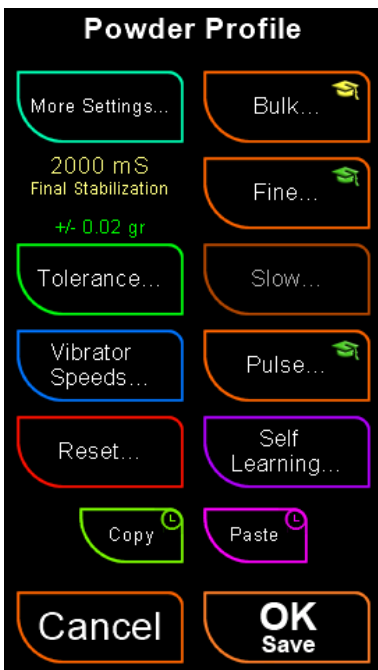 Powder Profile
More Settings...
Bulk...
2000 mS
Final Stabilization
Fine...
+/- 0.02 gr
Tolerance...
Slow...
Vibrator
Speeds...
Pulse...
Reset...
Self
Learning...
Copy
Paste
Cancel
OK
Save